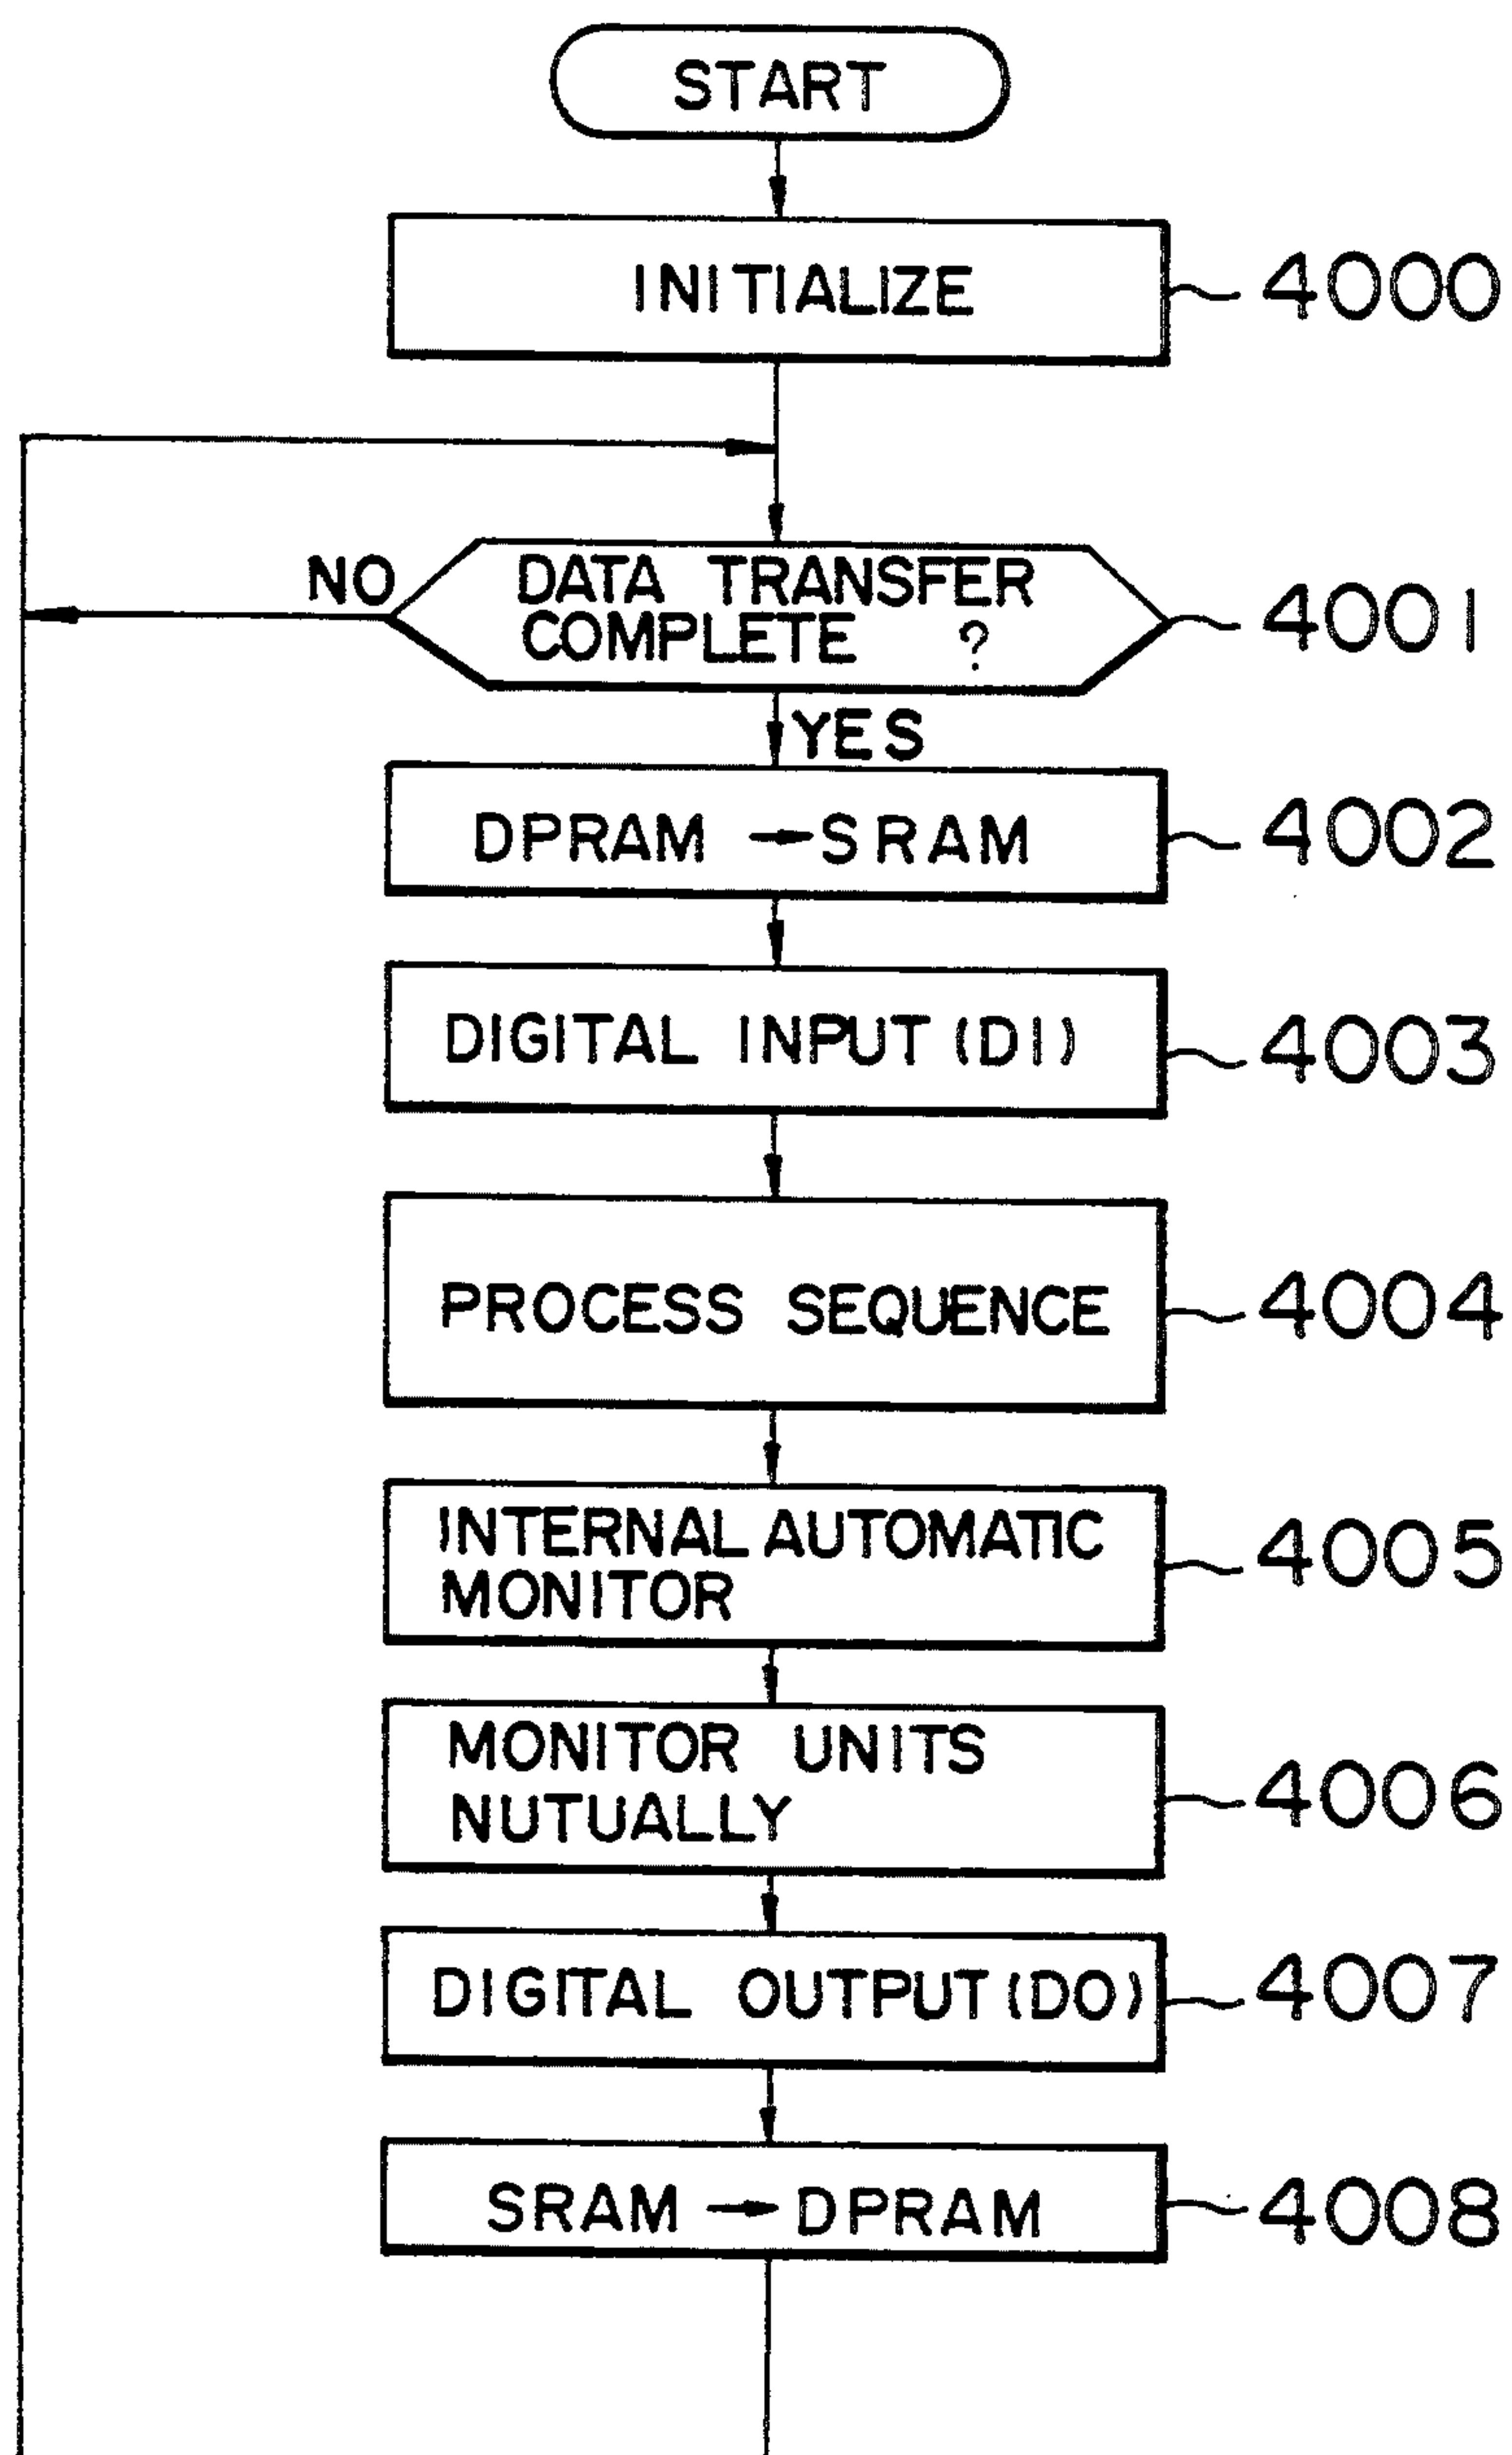 START
INITIALIZE
4000
NO
DATA TRANSFER
COMPLETE ?
4001
YES
DPRAM → SRAM
4002
DIGITAL INPUT (DI)
4003
PROCESS SEQUENCE
4004
INTERNAL AUTOMATIC
MONITOR
4005
MONITOR UNITS
NUTUALLY
4006
DIGITAL OUTPUT (DO)
4007
SRAM → DPRAM
4008